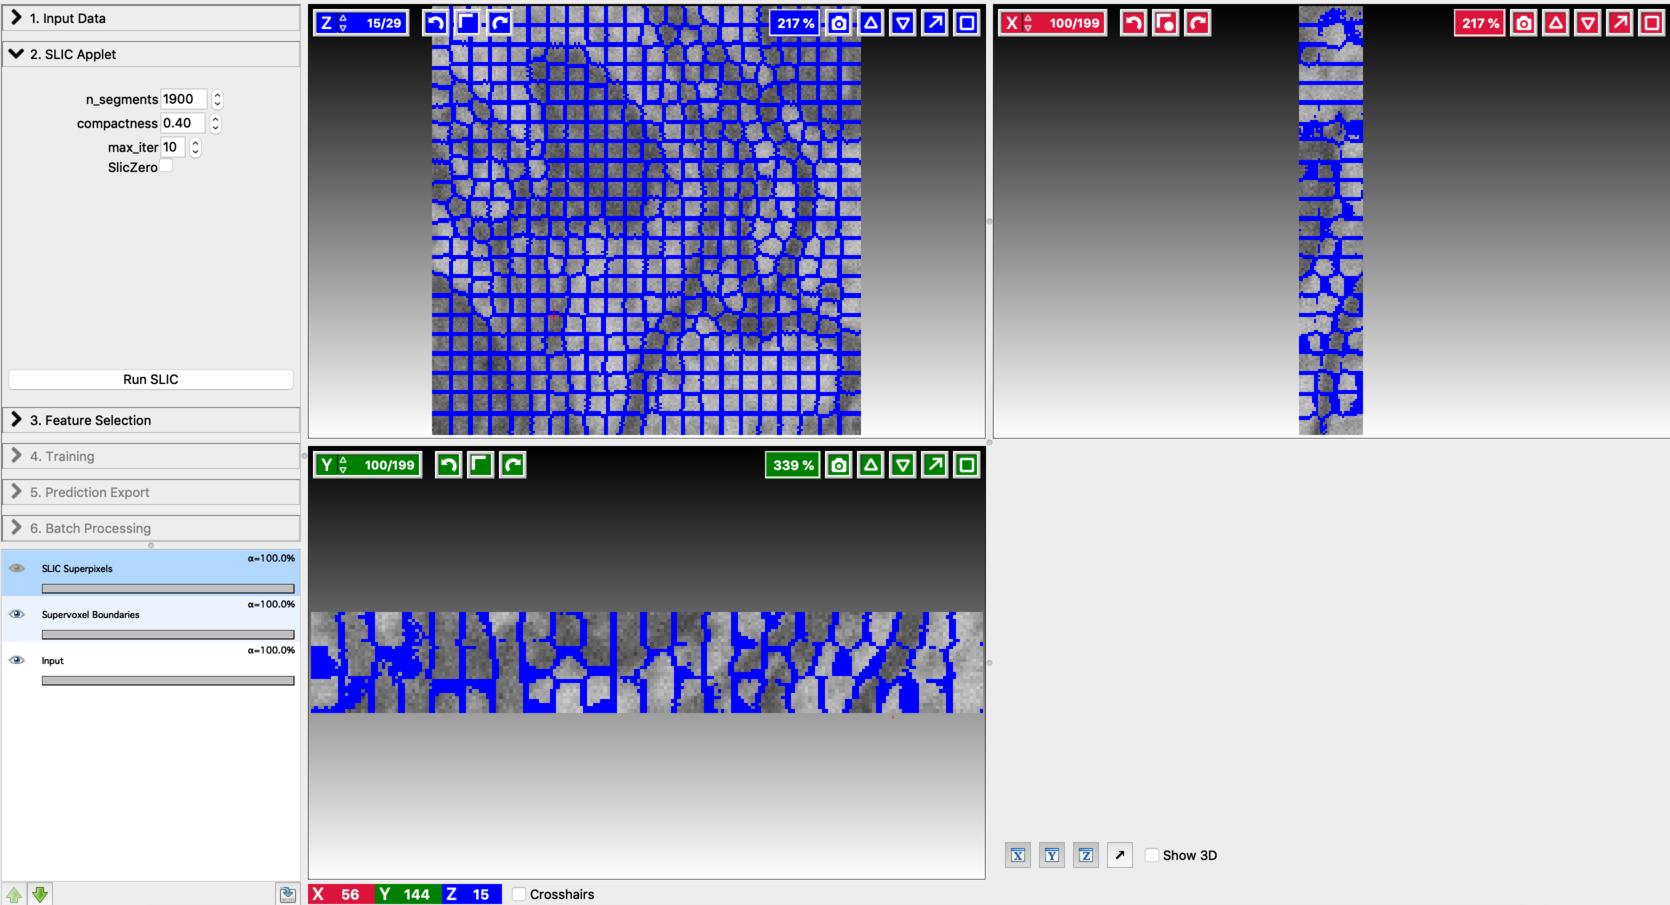 1. Input Data
2. SLIC Applet
n_segments 1900
compactness 0.40
max_iter 10
SlicZero
Run SLIC
3. Feature Selection
4. Training
5. Prediction Export
6. Batch Processing
α=100.0%
SLIC Superpixels
α=100.0%
Supervoxel Boundaries
α=100.0%
Input
Z 15/29 217 %
X 100/199 217 %
Y 100/199 339 %
X Y Z Show 3D
X 56 Y 144 Z 15 Crosshairs